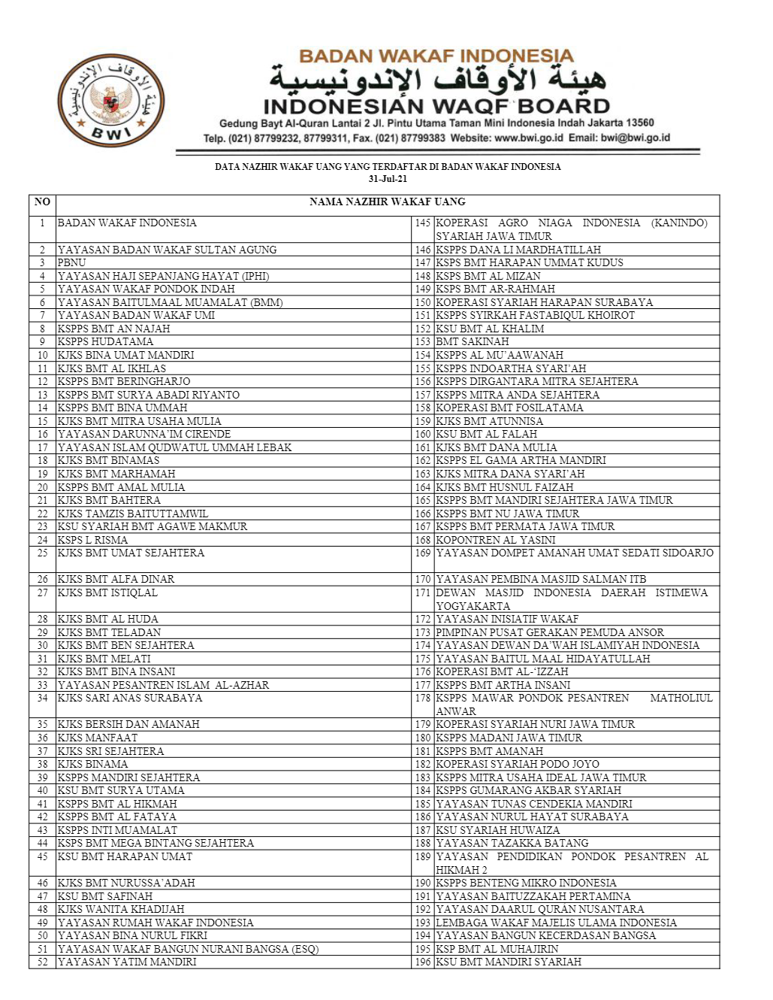 هيئة الأوقاف الإندونيسية
BWI
BADAN WAKAF INDONESIA
هيئة الأوقاف الإندونيسية
INDONESIAN WAQF BOARD
Gedung Bayt Al-Quran Lantai 2 Jl. Pintu Utama Taman Mini Indonesia Indah Jakarta 13560
Telp. (021) 87799232, 87799311, Fax. (021) 87799383 Website: www.bwi.go.id Email: bwi@bwi.go.id
DATA NAZHIR WAKAF UANG YANG TERDAFTAR DI BADAN WAKAF INDONESIA
31-Jul-21
NO NAMA NAZHIR WAKAF UANG
1 BADAN WAKAF INDONESIA 145 KOPERASI AGRO NIAGA INDONESIA (KANINDO)
SYARIAH JAWA TIMUR
2 YAYASAN BADAN WAKAF SULTAN AGUNG 146 KSPPS DANA LI MARDHATILLAH
3 PBNU 147 KSPS BMT HARAPAN UMMAT KUDUS
4 YAYASAN HAJI SEPANJANG HAYAT (IPHI) 148 KSPS BMT AL MIZAN
5 YAYASAN WAKAF PONDOK INDAH 149 KSPS BMT AR-RAHMAH
6 YAYASAN BAITULMAAL MUAMALAT (BMM) 150 KOPERASI SYARIAH HARAPAN SURABAYA
7 YAYASAN BADAN WAKAF UMI 151 KSPPS SYIRKAH FASTABIQUL KHOIROT
8 KSPPS BMT AN NAJAH 152 KSU BMT AL KHALIM
9 KSPPS HUDATAMA 153 BMT SAKINAH
10 KJKS BINA UMAT MANDIRI 154 KSPPS AL MU’AAWANAH
11 KJKS BMT AL IKHLAS 155 KSPPS INDOARTHA SYARI’AH
12 KSPPS BMT BERINGHARJO 156 KSPPS DIRGANTARA MITRA SEJAHTERA
13 KSPPS BMT SURYA ABADI RIYANTO 157 KSPPS MITRA ANDA SEJAHTERA
14 KSPPS BMT BINA UMMAH 158 KOPERASI BMT FOSILATAMA
15 KJKS BMT MITRA USAHA MULIA 159 KJKS BMT ATUNNISA
16 YAYASAN DARUNNA’IM CIRENDE 160 KSU BMT AL FALAH
17 YAYASAN ISLAM QUDWATUL UMMAH LEBAK 161 KJKS BMT DANA MULIA
18 KJKS BMT BINAMAS 162 KSPPS EL GAMA ARTHA MANDIRI
19 KJKS BMT MARHAMAH 163 KJKS MITRA DANA SYARI’AH
20 KSPPS BMT AMAL MULIA 164 KJKS BMT HUSNUL FAIZAH
21 KJKS BMT BAHTERA 165 KSPPS BMT MANDIRI SEJAHTERA JAWA TIMUR
22 KJKS TAMZIS BAITUTTAMWIL 166 KSPPS BMT NU JAWA TIMUR
23 KSU SYARIAH BMT AGAWE MAKMUR 167 KSPPS BMT PERMATA JAWA TIMUR
24 KSPS L RISMA 168 KOPONTREN AL YASINI
25 KJKS BMT UMAT SEJAHTERA 169 YAYASAN DOMPET AMANAH UMAT SEDATI SIDOARJO
26 KJKS BMT ALFA DINAR 170 YAYASAN PEMBINA MASJID SALMAN ITB
27 KJKS BMT ISTIQLAL 171 DEWAN MASJID INDONESIA DAERAH ISTIMEWA
YOGYAKARTA
28 KJKS BMT AL HUDA 172 YAYASAN INISIATIF WAKAF
29 KJKS BMT TELADAN 173 PIMPINAN PUSAT GERAKAN PEMUDA ANSOR
30 KJKS BMT BEN SEJAHTERA 174 YAYASAN DEWAN DA’WAH ISLAMIYAH INDONESIA
31 KJKS BMT MELATI 175 YAYASAN BAITUL MAAL HIDAYATULLAH
32 KJKS BMT BINA INSANI 176 KOPERASI BMT AL-‘IZZAH
33 YAYASAN PESANTREN ISLAM AL-AZHAR 177 KSPPS BMT ARTHA INSANI
34 KJKS SARI ANAS SURABAYA 178 KSPPS MAWAR PONDOK PESANTREN MATHOLIUL
ANWAR
35 KJKS BERSIH DAN AMANAH 179 KOPERASI SYARIAH NURI JAWA TIMUR
36 KJKS MANFAAT 180 KSPPS MADANI JAWA TIMUR
37 KJKS SRI SEJAHTERA 181 KSPPS BMT AMANAH
38 KJKS BINAMA 182 KOPERASI SYARIAH PODO JOYO
39 KSPPS MANDIRI SEJAHTERA 183 KSPPS MITRA USAHA IDEAL JAWA TIMUR
40 KSU BMT SURYA UTAMA 184 KSPPS GUMARANG AKBAR SYARIAH
41 KSPPS BMT AL HIKMAH 185 YAYASAN TUNAS CENDEKIA MANDIRI
42 KSPPS BMT AL FATAYA 186 YAYASAN NURUL HAYAT SURABAYA
43 KSPPS INTI MUAMALAT 187 KSU SYARIAH HUWAIZA
44 KSPS BMT MEGA BINTANG SEJAHTERA 188 YAYASAN TAZAKKA BATANG
45 KSU BMT HARAPAN UMAT 189 YAYASAN PENDIDIKAN PONDOK PESANTREN AL
HIKMAH 2
46 KJKS BMT NURUSSA’ADAH 190 KSPPS BENTENG MIKRO INDONESIA
47 KSU BMT SAFINAH 191 YAYASAN BAITUZZAKAH PERTAMINA
48 KJKS WANITA KHADIJAH 192 YAYASAN DAARUL QURÁN NUSANTARA
49 YAYASAN RUMAH WAKAF INDONESIA 193 LEMBAGA WAKAF MAJELIS ULAMA INDONESIA
50 YAYASAN BINA NURUL FIKRI 194 YAYASAN BANGUN KECERDASAN BANGSA
51 YAYASAN WAKAF BANGUN NURANI BANGSA (ESQ) 195 KSP BMT AL MUHAJIRIN
52 YAYASAN YATIM MANDIRI 196 KSU BMT MANDIRI SYARIAH